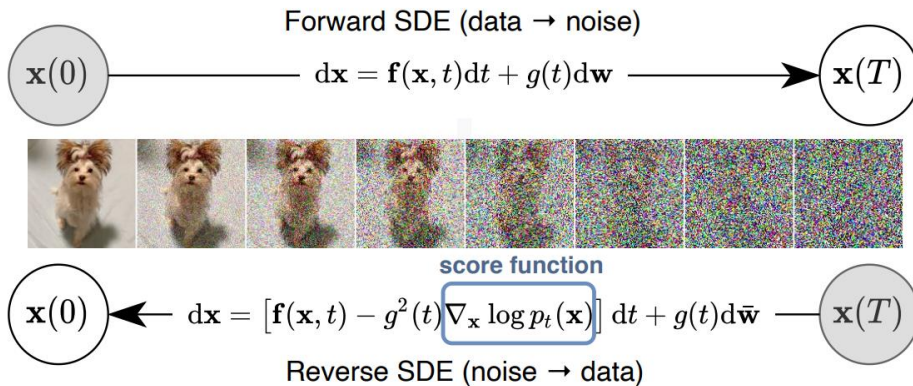 Forward SDE (data → noise)
x(0) dx = f(x, t)dt + g(t)dw x(T)
score function
x(0) dx = [f(x, t) − g²(t)∇ₓ log pₜ(x)] dt + g(t)dw̄ x(T)
Reverse SDE (noise → data)